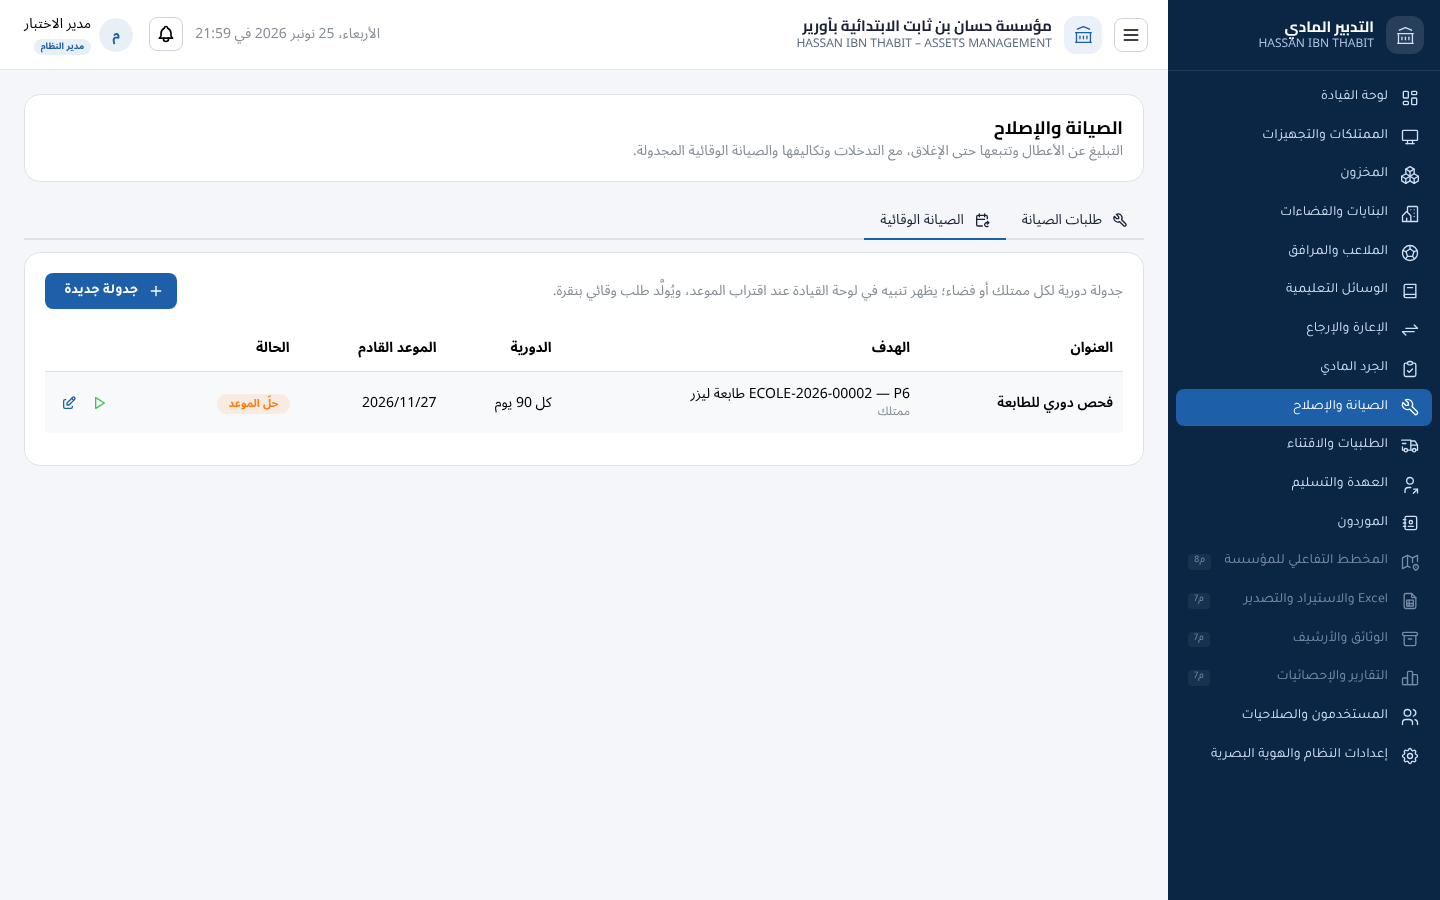 التدبير المادي
HASSAN IBN THABIT
لوحة القيادة
الممتلكات والتجهيزات
المخزون
البنايات والفضاءات
الملاعب والمرافق
الوسائل التعليمية
الإعارة والإرجاع
الجرد المادي
الصيانة والإصلاح
الطلبيات والاقتناء
العهدة والتسليم
الموردون
المخطط التفاعلي للمؤسسة م8
Excel والاستيراد والتصدير م7
الوثائق والأرشيف م7
التقارير والإحصائيات م7
المستخدمون والصلاحيات
إعدادات النظام والهوية البصرية
مؤسسة حسان بن ثابت الابتدائية بأورير
HASSAN IBN THABIT – ASSETS MANAGEMENT
الأربعاء، 25 نونبر 2026 في 21:59
م
مدير الاختبار
مدير النظام
الصيانة والإصلاح
التبليغ عن الأعطال وتتبعها حتى الإغلاق، مع التدخلات وتكاليفها والصيانة الوقائية المجدولة.
طلبات الصيانة
الصيانة الوقائية
جدولة دورية لكل ممتلك أو فضاء؛ يظهر تنبيه في لوحة القيادة عند اقتراب الموعد، ويُولَّد طلب وقائي بنقرة.
جدولة جديدة
العنوان الهدف الدورية الموعد القادم الحالة
فحص دوري للطابعة ECOLE-2026-00002 — P6 طابعة ليزر كل 90 يوم 2026/11/27 حلّ الموعد
ممتلك